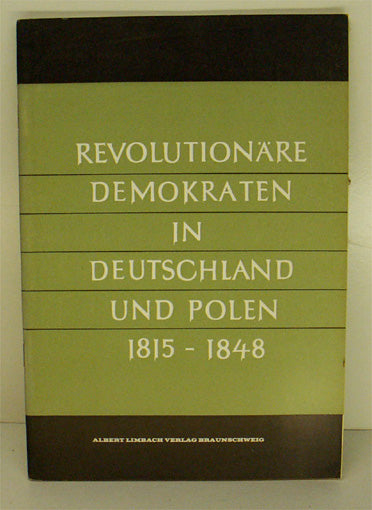 REVOLUTIONÄRE
DEMOKRATEN
IN
DEUTSCHLAND
UND POLEN
1815 - 1848
ALBERT LIMBACH VERLAG BRAUNSCHWEIG